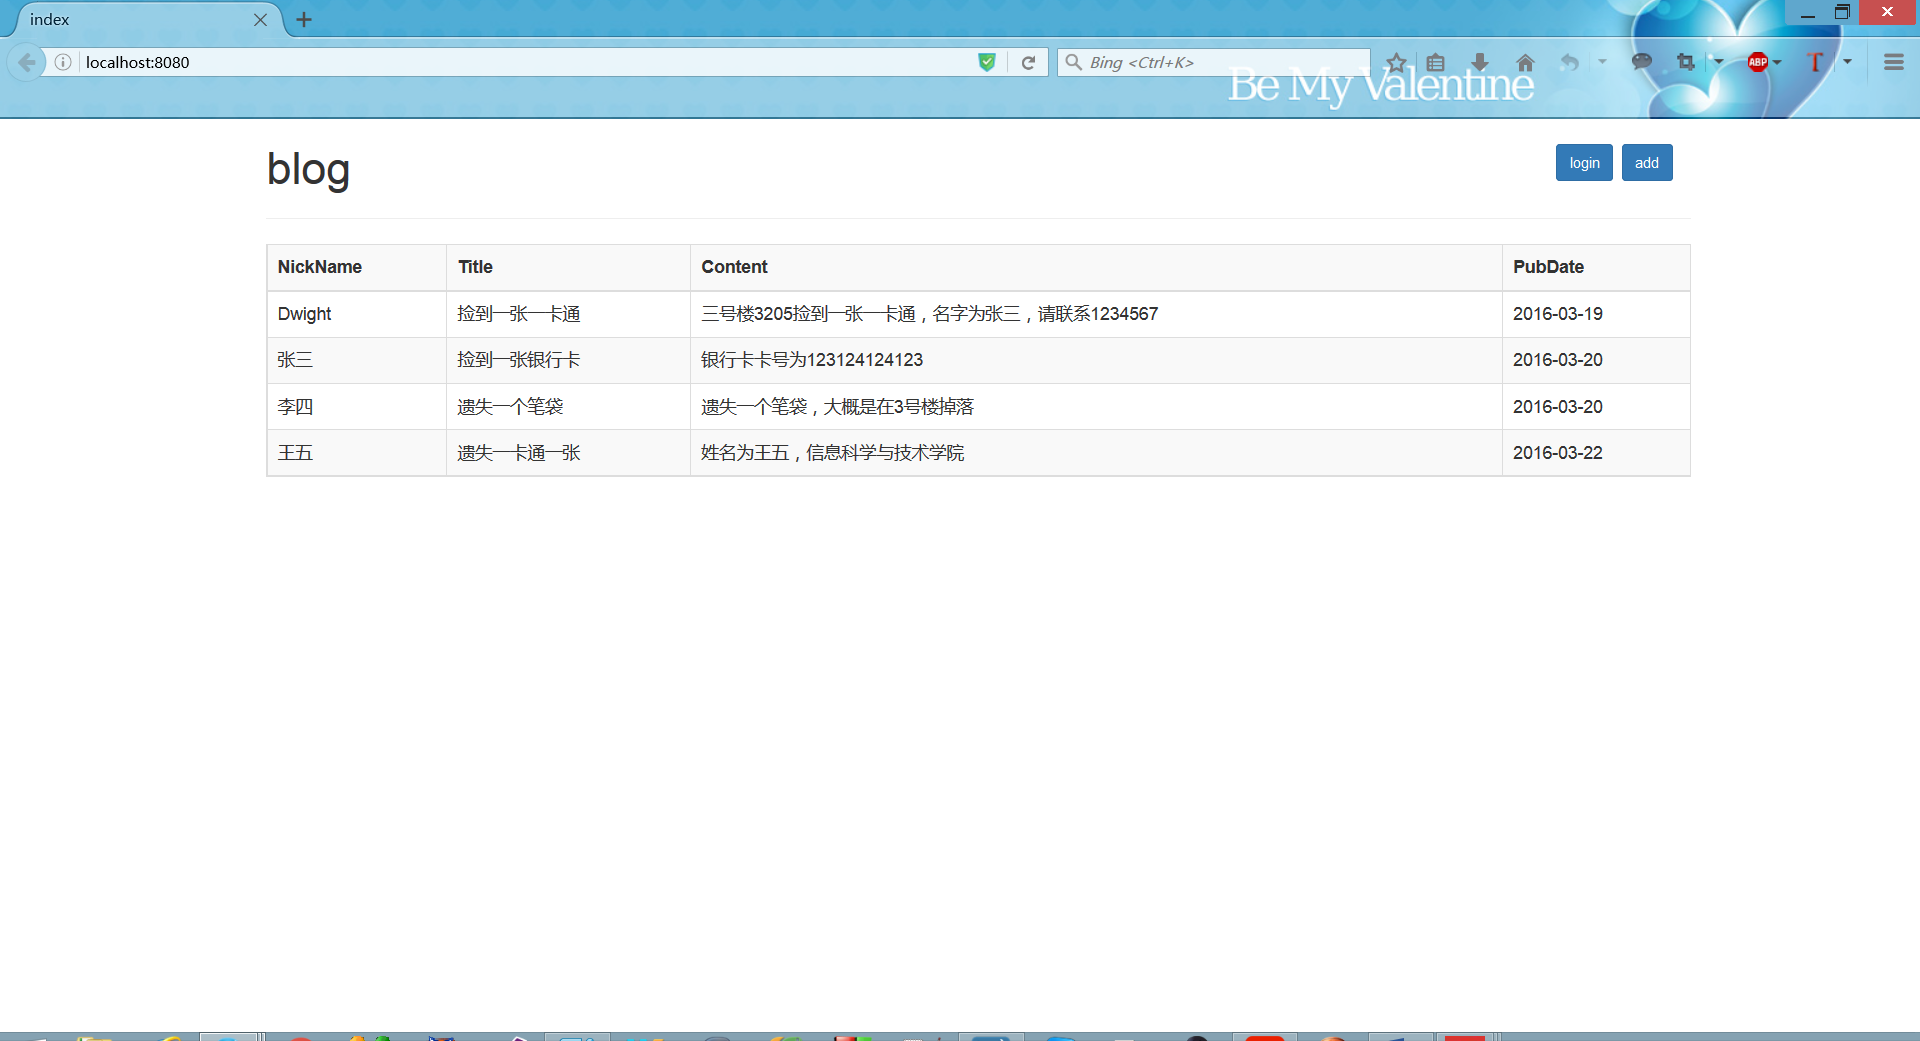 index
localhost:8080
Bing <Ctrl+K>
ABP
T
Be My Valentine
blog
login add
NickName Title Content PubDate
Dwight 捡到一张一卡通 三号楼3205捡到一张一卡通，名字为张三，请联系1234567 2016-03-19
张三 捡到一张银行卡 银行卡卡号为123124124123 2016-03-20
李四 遗失一个笔袋 遗失一个笔袋，大概是在3号楼掉落 2016-03-20
王五 遗失一卡通一张 姓名为王五，信息科学与技术学院 2016-03-22